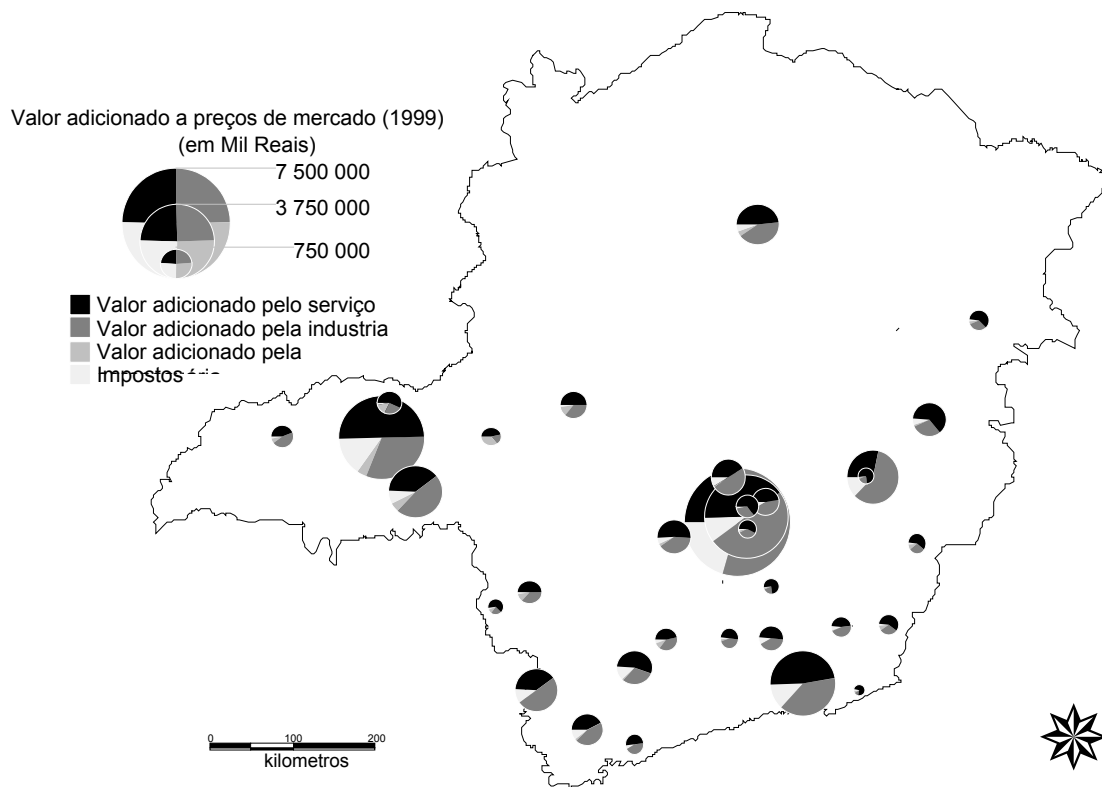 Valor adicionado a preços de mercado (1999)
(em Mil Reais)
7 500 000
3 750 000
750 000
Valor adicionado pelo serviço
Valor adicionado pela industria
Valor adicionado pela
Impostos
0 100 200
kilometros